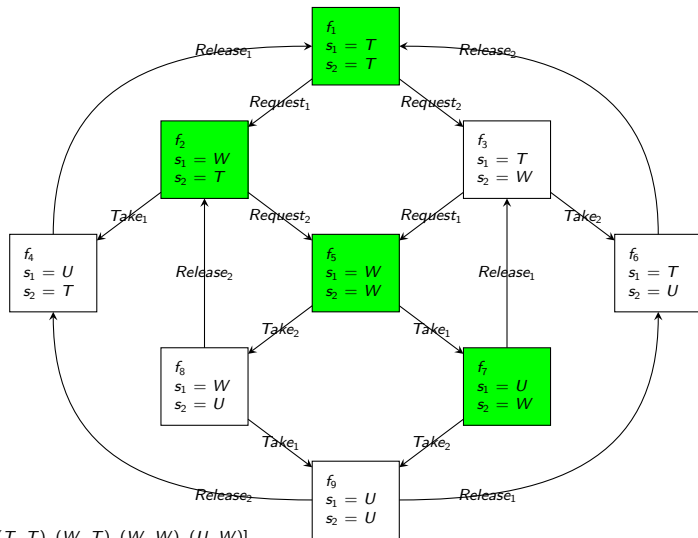 f₁
s₁ = T
s₂ = T
Release₁
Release₂
Request₁
Request₂
f₂
s₁ = W
s₂ = T
f₃
s₁ = T
s₂ = W
Take₁
Request₂
Request₁
Take₂
f₄
s₁ = U
s₂ = T
Release₂
f₅
s₁ = W
s₂ = W
Release₁
f₆
s₁ = T
s₂ = U
Take₂
Take₁
f₈
s₁ = W
s₂ = U
f₇
s₁ = U
s₂ = W
Take₁
Take₂
f₉
s₁ = U
s₂ = U
Release₂
Release₁
(T, T), (W, T), (W, W), (U, W)]